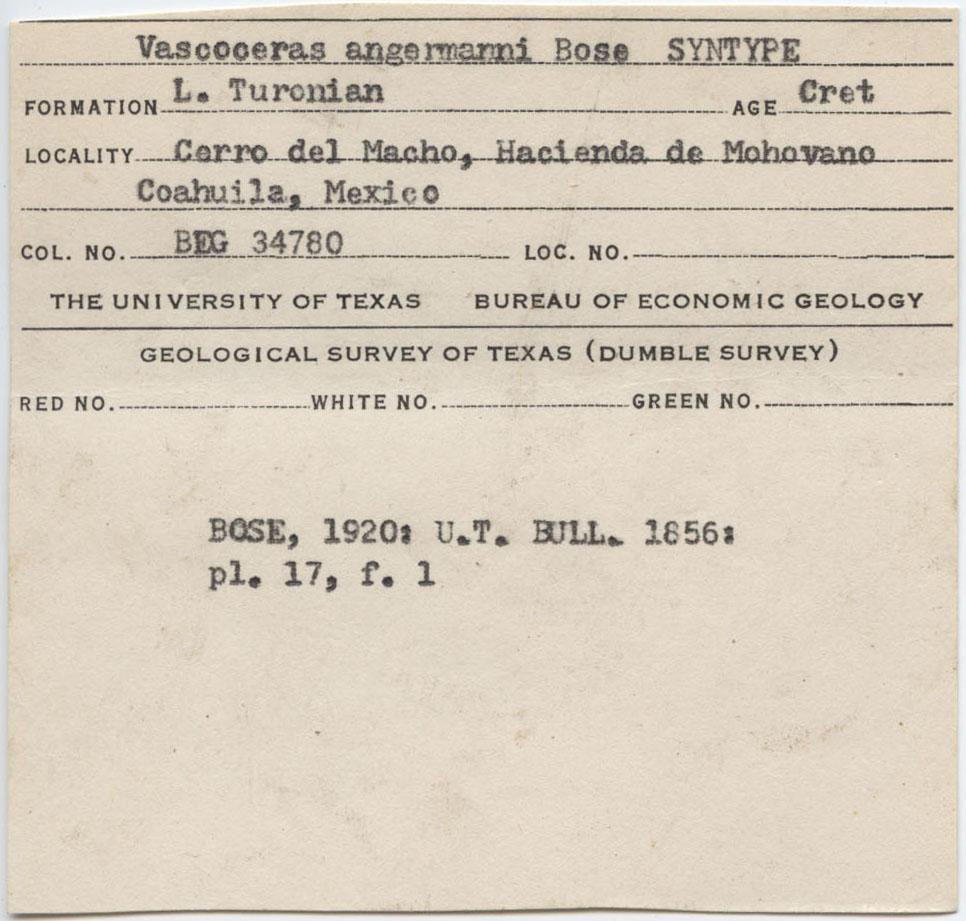 Vascoceras angermanni Bose SYNTYPE
FORMATION L. Turonian AGE Cret
LOCALITY Cerro del Macho, Hacienda de Mohovano
Coahuila, Mexico
COL. NO. BEG 34780 LOC. NO.
THE UNIVERSITY OF TEXAS BUREAU OF ECONOMIC GEOLOGY
GEOLOGICAL SURVEY OF TEXAS (DUMBLE SURVEY)
RED NO. WHITE NO. GREEN NO.
BOSE, 1920: U.T. BULL. 1856:
pl. 17, f. 1